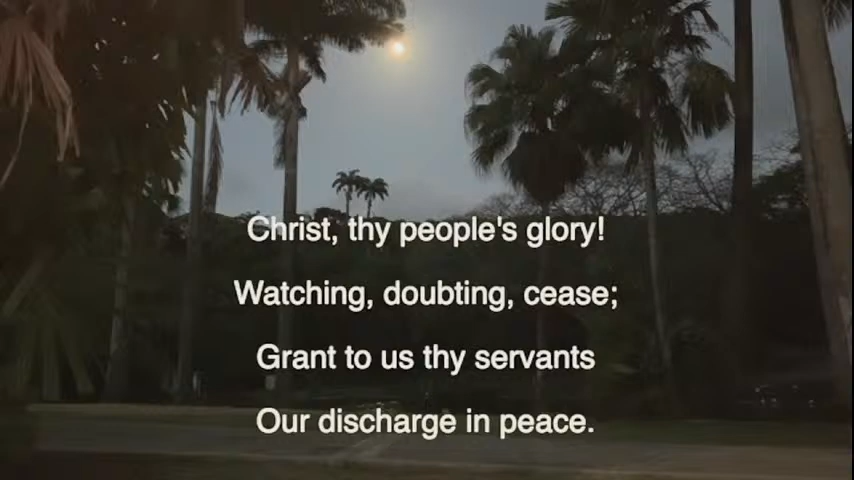 Christ, thy people's glory!
Watching, doubting, cease;
Grant to us thy servants
Our discharge in peace.